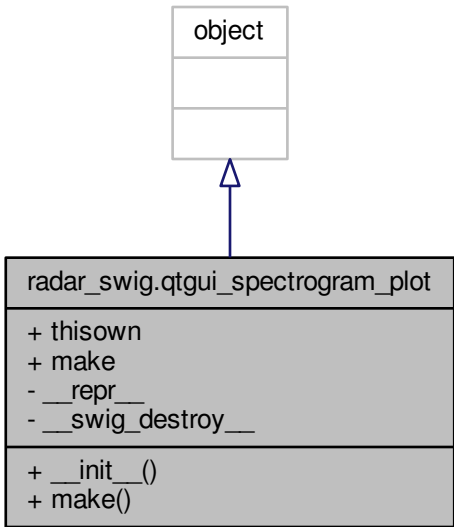 object
radar_swig.qtgui_spectrogram_plot
+ thisown
+ make
- __repr__
- __swig_destroy__
+ __init__()
+ make()